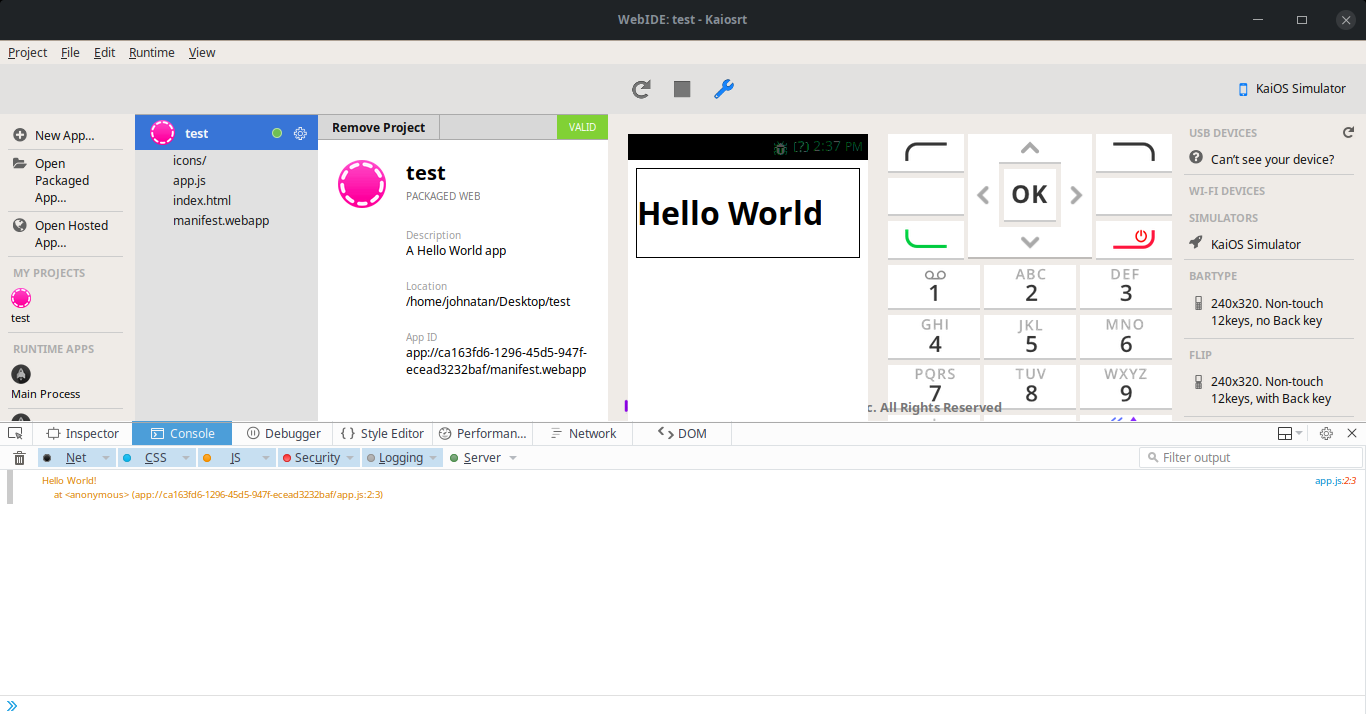 WebIDE: test - Kaiosrt
Project File Edit Runtime View
KaiOS Simulator
New App...
Open
Packaged
App...
Open Hosted
App...
MY PROJECTS
test
RUNTIME APPS
Main Process
test
icons/
app.js
index.html
manifest.webapp
Remove Project
VALID
test
PACKAGED WEB
Description
A Hello World app
Location
/home/johnatan/Desktop/test
App ID
app://ca163fd6-1296-45d5-947f-
ecead3232baf/manifest.webapp
[?] 2:37 PM
Hello World
OK
1
ABC
2
DEF
3
GHI
4
JKL
5
MNO
6
PQRS
7
TUV
8
WXYZ
9
c. All Rights Reserved
USB DEVICES
Can't see your device?
WI-FI DEVICES
SIMULATORS
KaiOS Simulator
BARTYPE
240x320. Non-touch
12keys, no Back key
FLIP
240x320. Non-touch
12keys, with Back key
Inspector Console Debugger { } Style Editor Performan... Network DOM
Net CSS JS Security Logging Server
Filter output
Hello World!
app.js:2:3
at <anonymous> (app://ca163fd6-1296-45d5-947f-ecead3232baf/app.js:2:3)